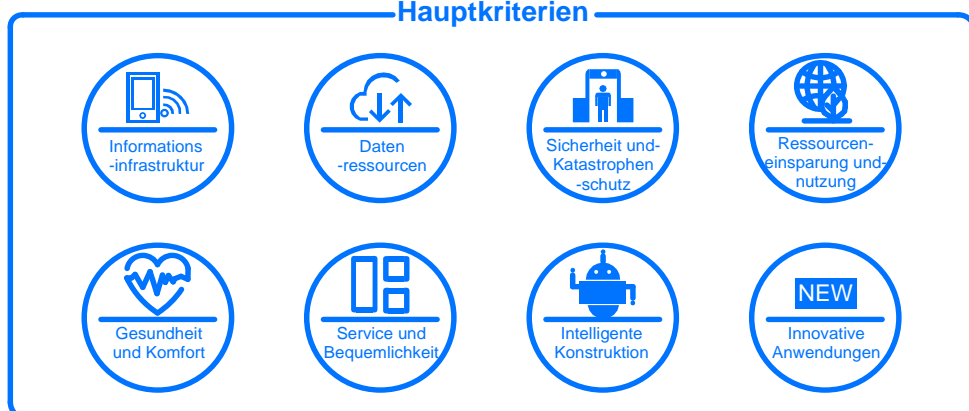 Hauptkriterien
Informations
-infrastruktur
Daten
-ressourcen
Sicherheit und-
Katastrophen
-schutz
Ressourcen-
einsparung und-
nutzung
Gesundheit
und Komfort
Service und
Bequemlichkeit
Intelligente
Konstruktion
NEW
Innovative
Anwendungen